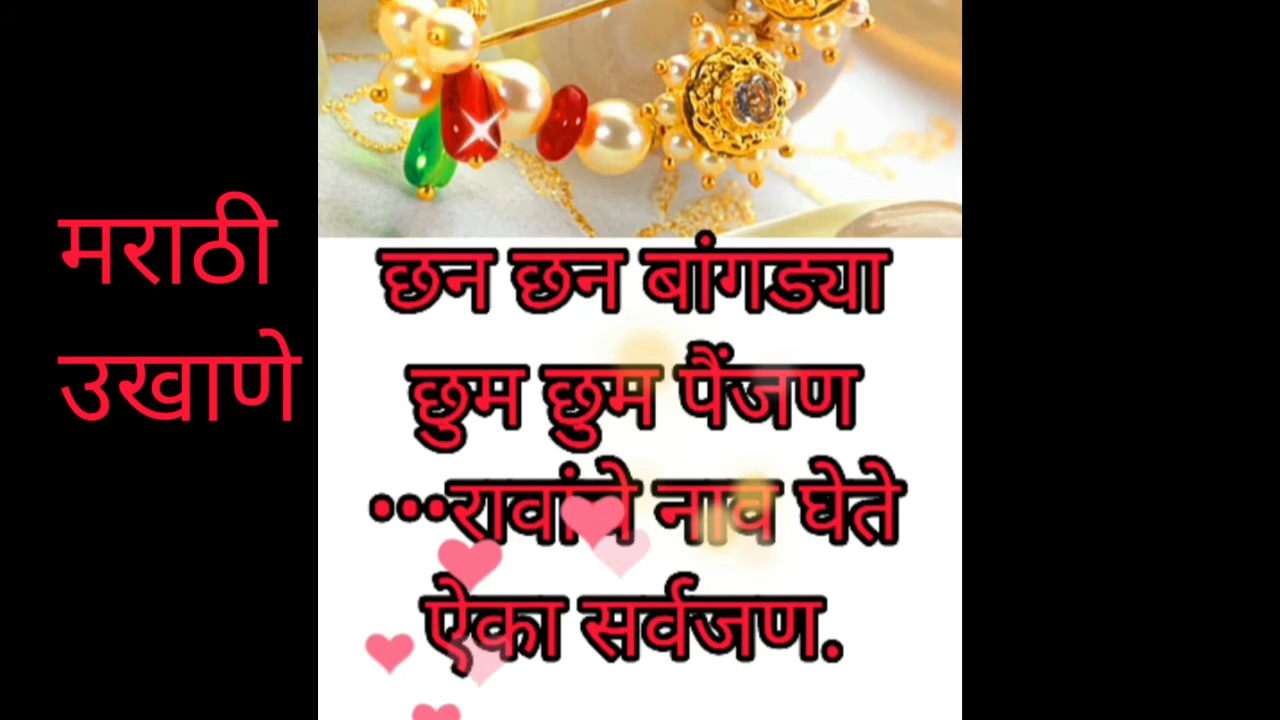 मराठी
उखाणे
छन छन बांगड्या
छुम छुम पैंजण
...रावांचे नाव घेते
ऐका सर्वजण.